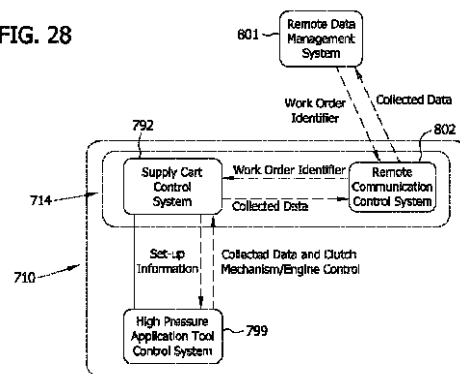 FIG. 28
801
Remote Data
Management
System
Work Order
Identifier
Collected Data
802
792
Supply Cart
Control
System
Work Order Identifier
Collected Data
Remote
Communication
Control System
714
710
Set-up
Information
Collected Data and Clutch
Mechanism/Engine Control
High Pressure
Application Tool
Control System
799